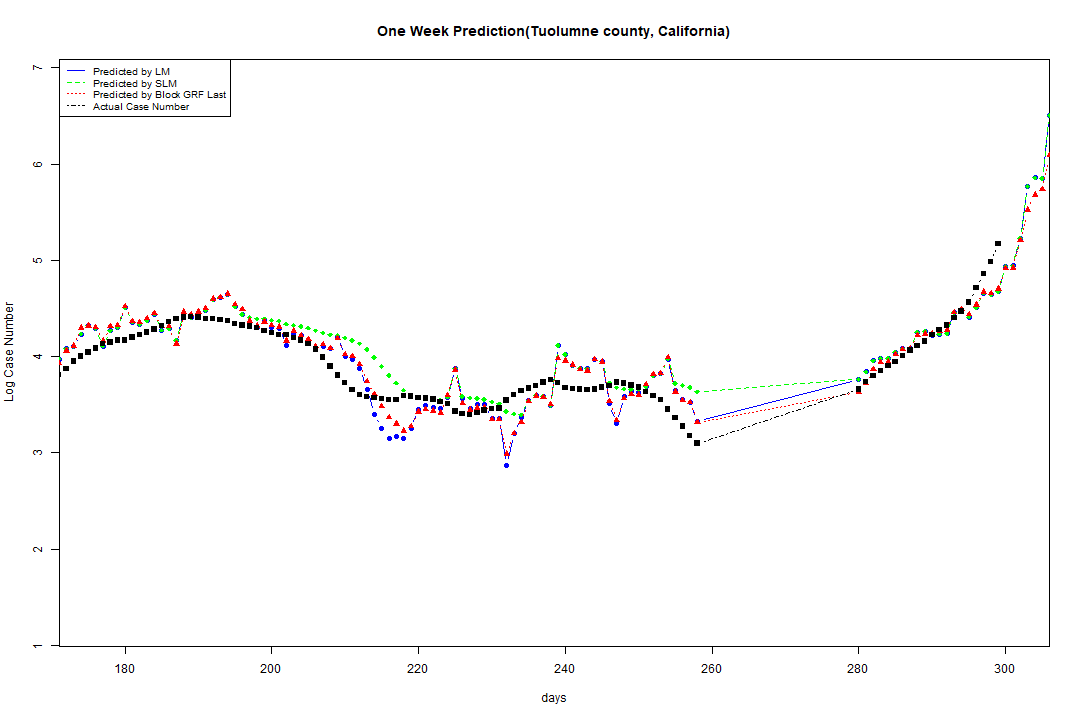 One Week Prediction(Tuolumne county, California)
Predicted by LM
Predicted by SLM
Predicted by Block GRF Last
Actual Case Number
7
6
5
4
3
2
1
Log Case Number
180 200 220 240 260 280 300
days